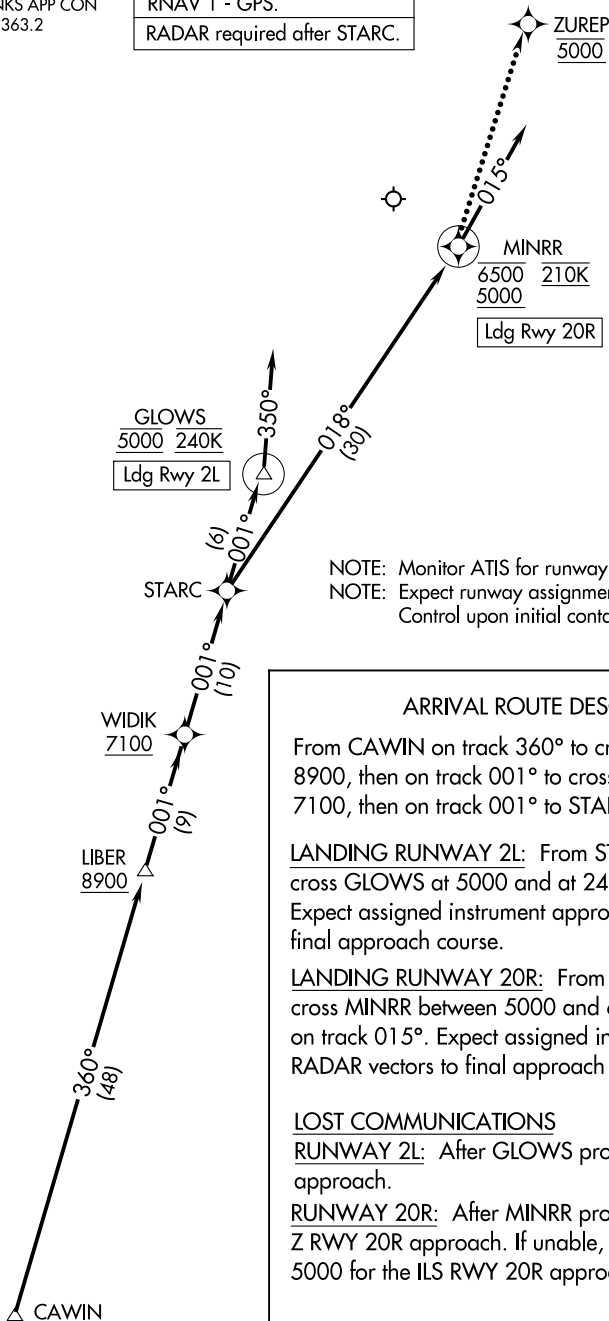 NKS APP CON
363.2
RNAV 1 - GPS.
RADAR required after STARC.
ZUREP
5000
015°
MINRR
6500 210K
5000
Ldg Rwy 20R
350°
GLOWS
5000 240K
Ldg Rwy 2L
018°
(30)
(6)
001°
STARC
NOTE: Monitor ATIS for runway
NOTE: Expect runway assignme
Control upon initial conta
001°
(10)
WIDIK
7100
001°
(9)
LIBER
8900
360°
(48)
CAWIN
ARRIVAL ROUTE DES
From CAWIN on track 360° to cr
8900, then on track 001° to cross
7100, then on track 001° to STA
LANDING RUNWAY 2L: From ST
cross GLOWS at 5000 and at 24
Expect assigned instrument appro
final approach course.
LANDING RUNWAY 20R: From
cross MINRR between 5000 and
on track 015°. Expect assigned in
RADAR vectors to final approach
LOST COMMUNICATIONS
RUNWAY 2L: After GLOWS pro
approach.
RUNWAY 20R: After MINRR pro
Z RWY 20R approach. If unable,
5000 for the ILS RWY 20R approa